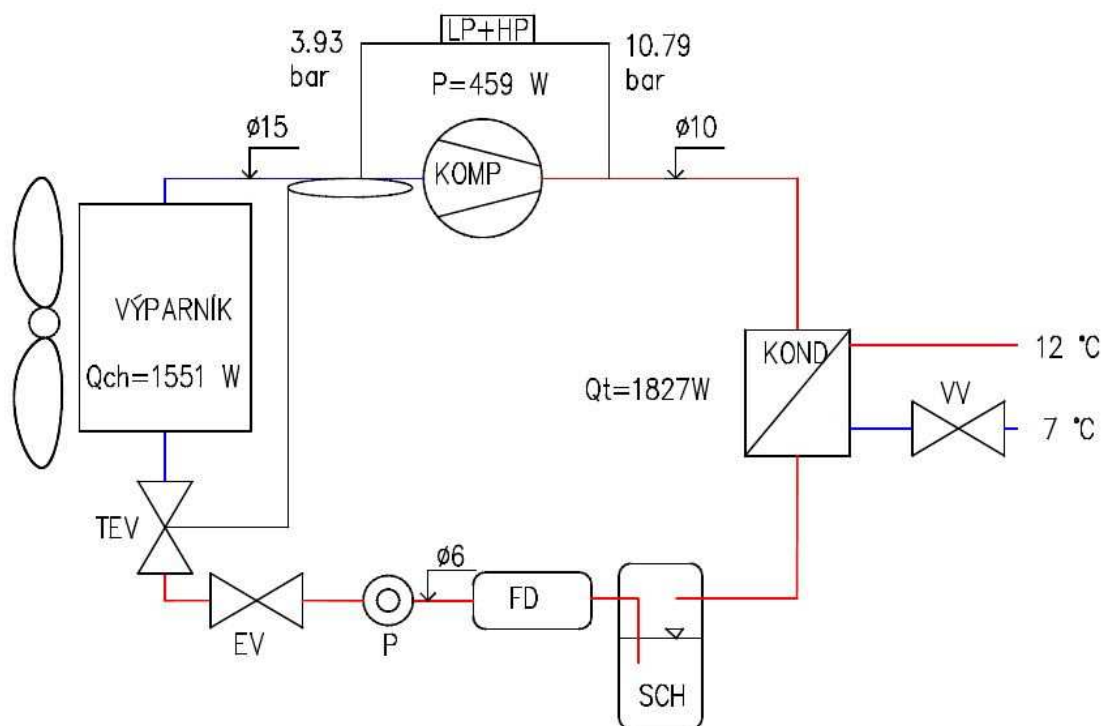 LP+HP
3.93
bar
10.79
bar
P=459 W
ø15
ø10
KOMP
VÝPARNÍK
Qch=1551 W
KOND
12 °C
Qt=1827W
VV
7 °C
TEV
ø6
FD
EV
P
SCH